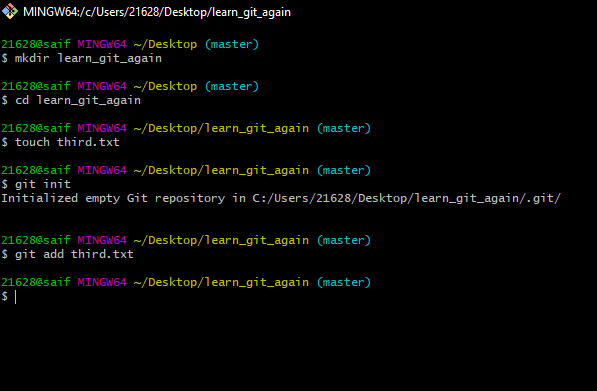 MINGW64:/c/Users/21628/Desktop/learn_git_again
21628@saif MINGW64 ~/Desktop (master)
$ mkdir learn_git_again
21628@saif MINGW64 ~/Desktop (master)
$ cd learn_git_again
21628@saif MINGW64 ~/Desktop/learn_git_again (master)
$ touch third.txt
21628@saif MINGW64 ~/Desktop/learn_git_again (master)
$ git init
Initialized empty Git repository in C:/Users/21628/Desktop/learn_git_again/.git/
21628@saif MINGW64 ~/Desktop/learn_git_again (master)
$ git add third.txt
21628@saif MINGW64 ~/Desktop/learn_git_again (master)
$